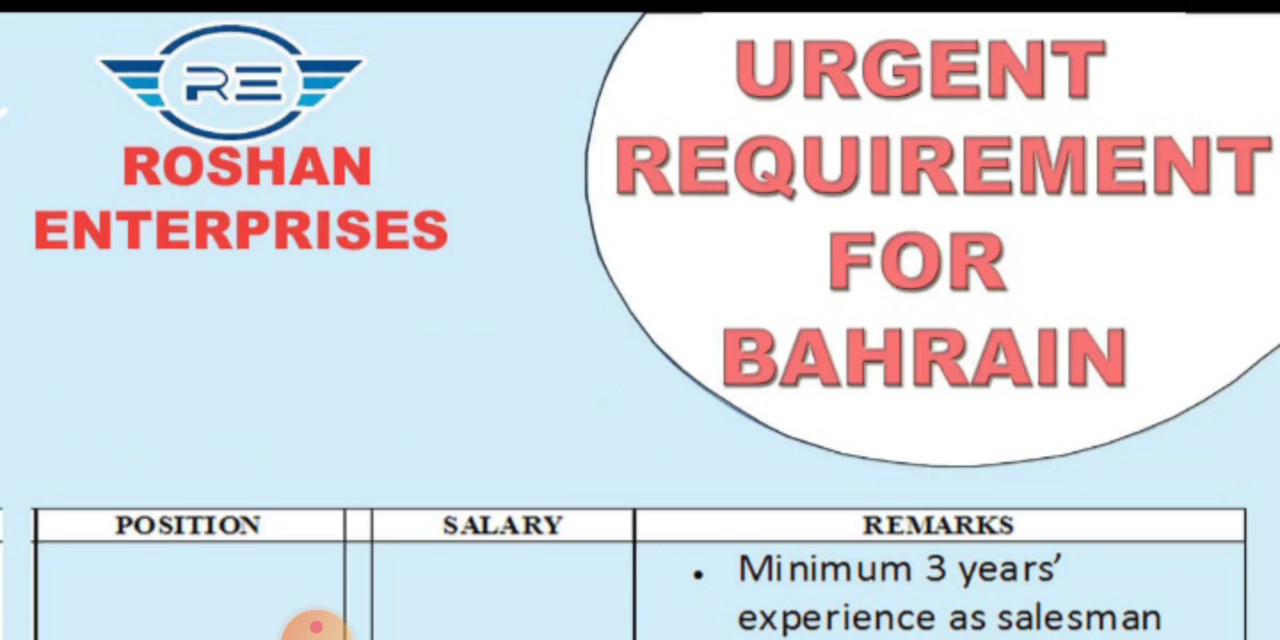 RE
ROSHAN
ENTERPRISES
URGENT
REQUIREMENT
FOR
BAHRAIN
POSITION SALARY REMARKS
• Minimum 3 years’
experience as salesman